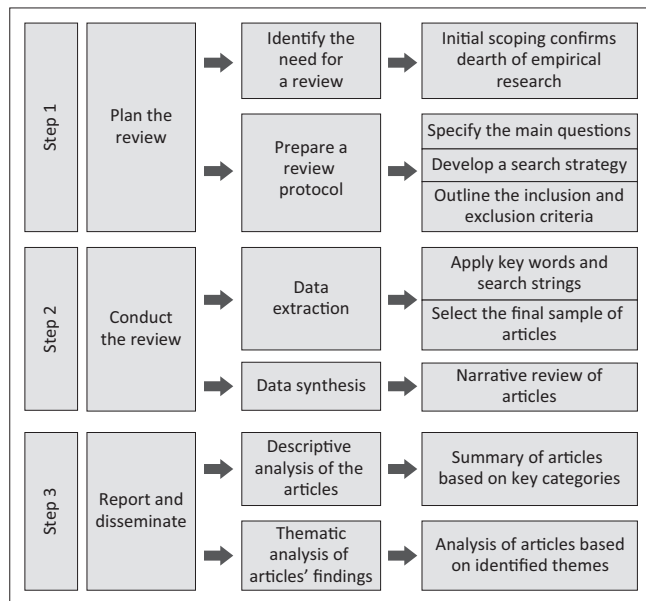 Step 1
Plan the
review
Identify the
need for
a review
Initial scoping confirms
dearth of empirical
research
Prepare a
review
protocol
Specify the main questions
Develop a search strategy
Outline the inclusion and
exclusion criteria
Step 2
Conduct
the review
Data
extraction
Apply key words and
search strings
Select the final sample of
articles
Data synthesis
Narrative review of
articles
Step 3
Report and
disseminate
Descriptive
analysis of the
articles
Summary of articles
based on key categories
Thematic
analysis of
articles’ findings
Analysis of articles based
on identified themes